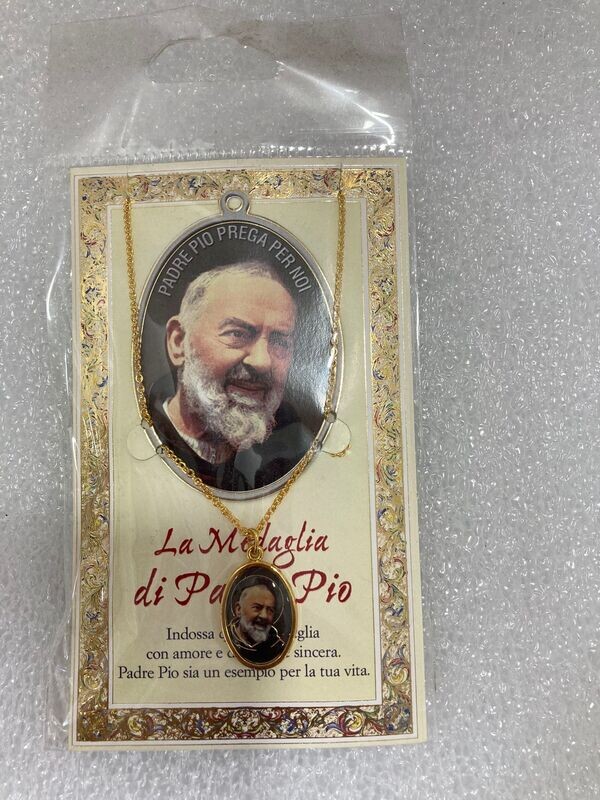 PADRE PIO PREGA PER NOI
La Medaglia
di Pio
Indossa
con amore e sincera.
Padre Pio sia un esempio per la tua vita.